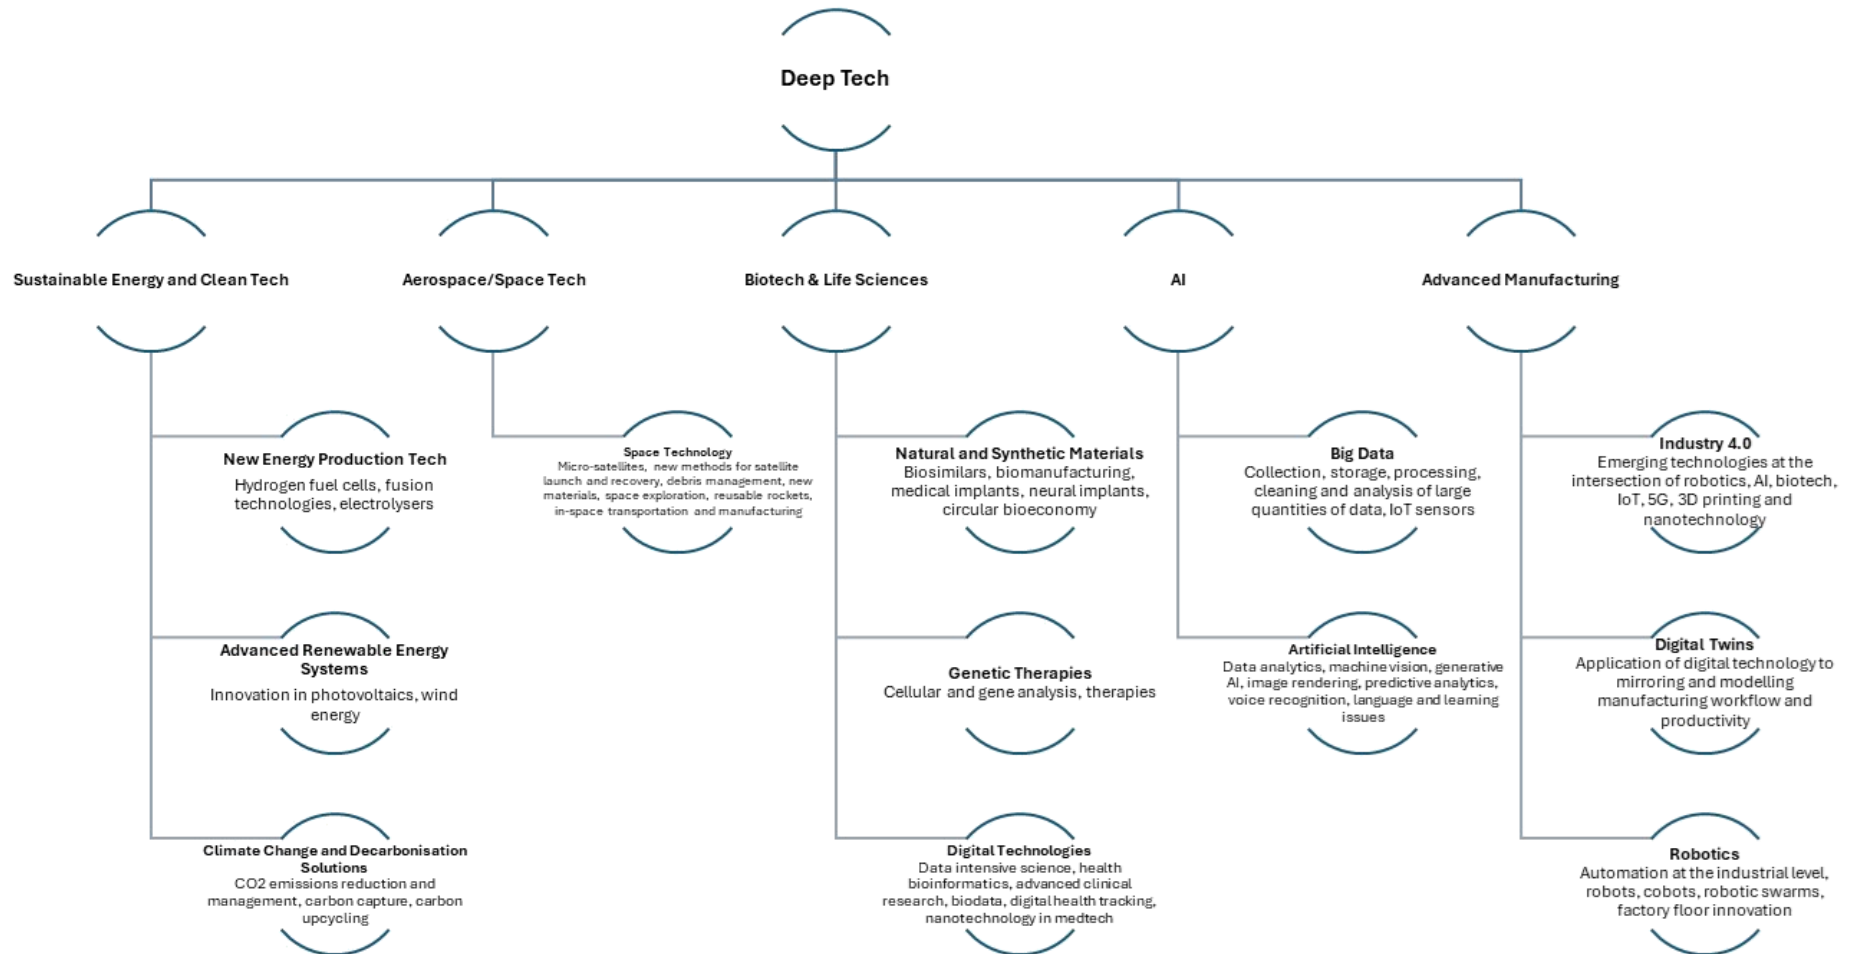 Deep Tech
Sustainable Energy and Clean Tech
Aerospace/Space Tech
Biotech & Life Sciences
AI
Advanced Manufacturing
New Energy Production Tech
Hydrogen fuel cells, fusion
technologies, electrolysers
Advanced Renewable Energy
Systems
Innovation in photovoltaics, wind
energy
Climate Change and Decarbonisation
Solutions
CO2 emissions reduction and
management, carbon capture, carbon
upcycling
Space Technology
Micro-satellites, new methods for satellite
launch and recovery, debris management, new
materials, space exploration, reusable rockets,
in-space transportation and manufacturing
Natural and Synthetic Materials
Biosimilars, biomanufacturing,
medical implants, neural implants,
circular bioeconomy
Genetic Therapies
Cellular and gene analysis, therapies
Digital Technologies
Data intensive science, health
bioinformatics, advanced clinical
research, biodata, digital health tracking,
nanotechnology in medtech
Big Data
Collection, storage, processing,
cleaning and analysis of large
quantities of data, IoT sensors
Artificial Intelligence
Data analytics, machine vision, generative
AI, image rendering, predictive analytics,
voice recognition, language and learning
issues
Industry 4.0
Emerging technologies at the
intersection of robotics, AI, biotech,
IoT, 5G, 3D printing and
nanotechnology
Digital Twins
Application of digital technology to
mirroring and modelling
manufacturing workflow and
productivity
Robotics
Automation at the industrial level,
robots, cobots, robotic swarms,
factory floor innovation